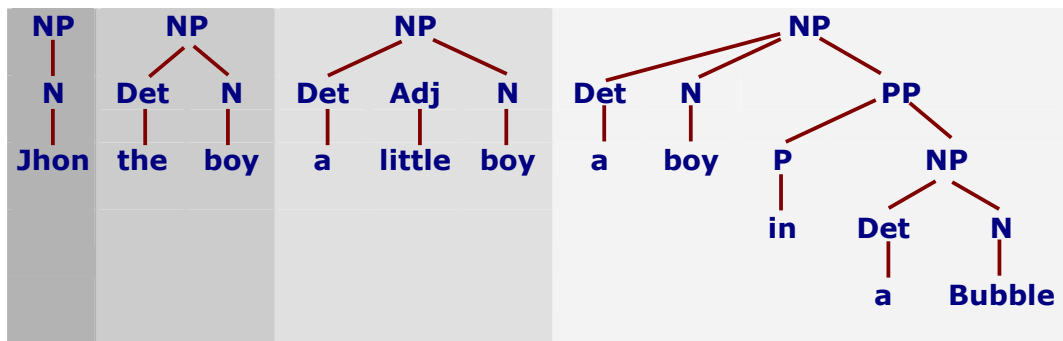 NP NP NP NP
N Det N Det Adj N Det N PP
Jhon the boy a little boy a boy P NP
in Det N
a Bubble